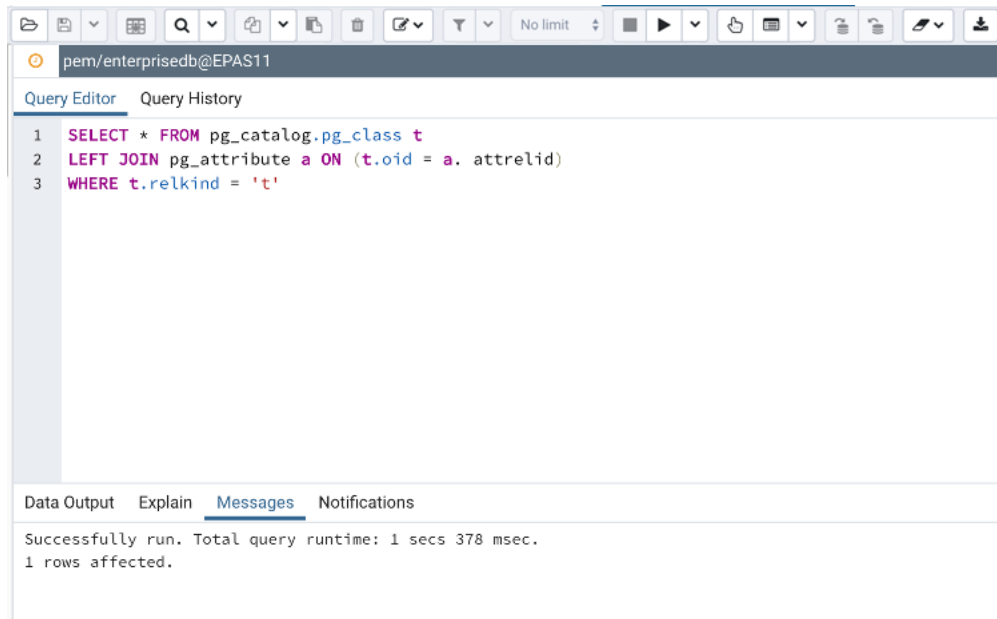 No limit
pem/enterprisedb@EPAS11
Query Editor Query History
1 SELECT * FROM pg_catalog.pg_class t
2 LEFT JOIN pg_attribute a ON (t.oid = a. attrelid)
3 WHERE t.relkind = 't'
Data Output Explain Messages Notifications
Successfully run. Total query runtime: 1 secs 378 msec.
1 rows affected.